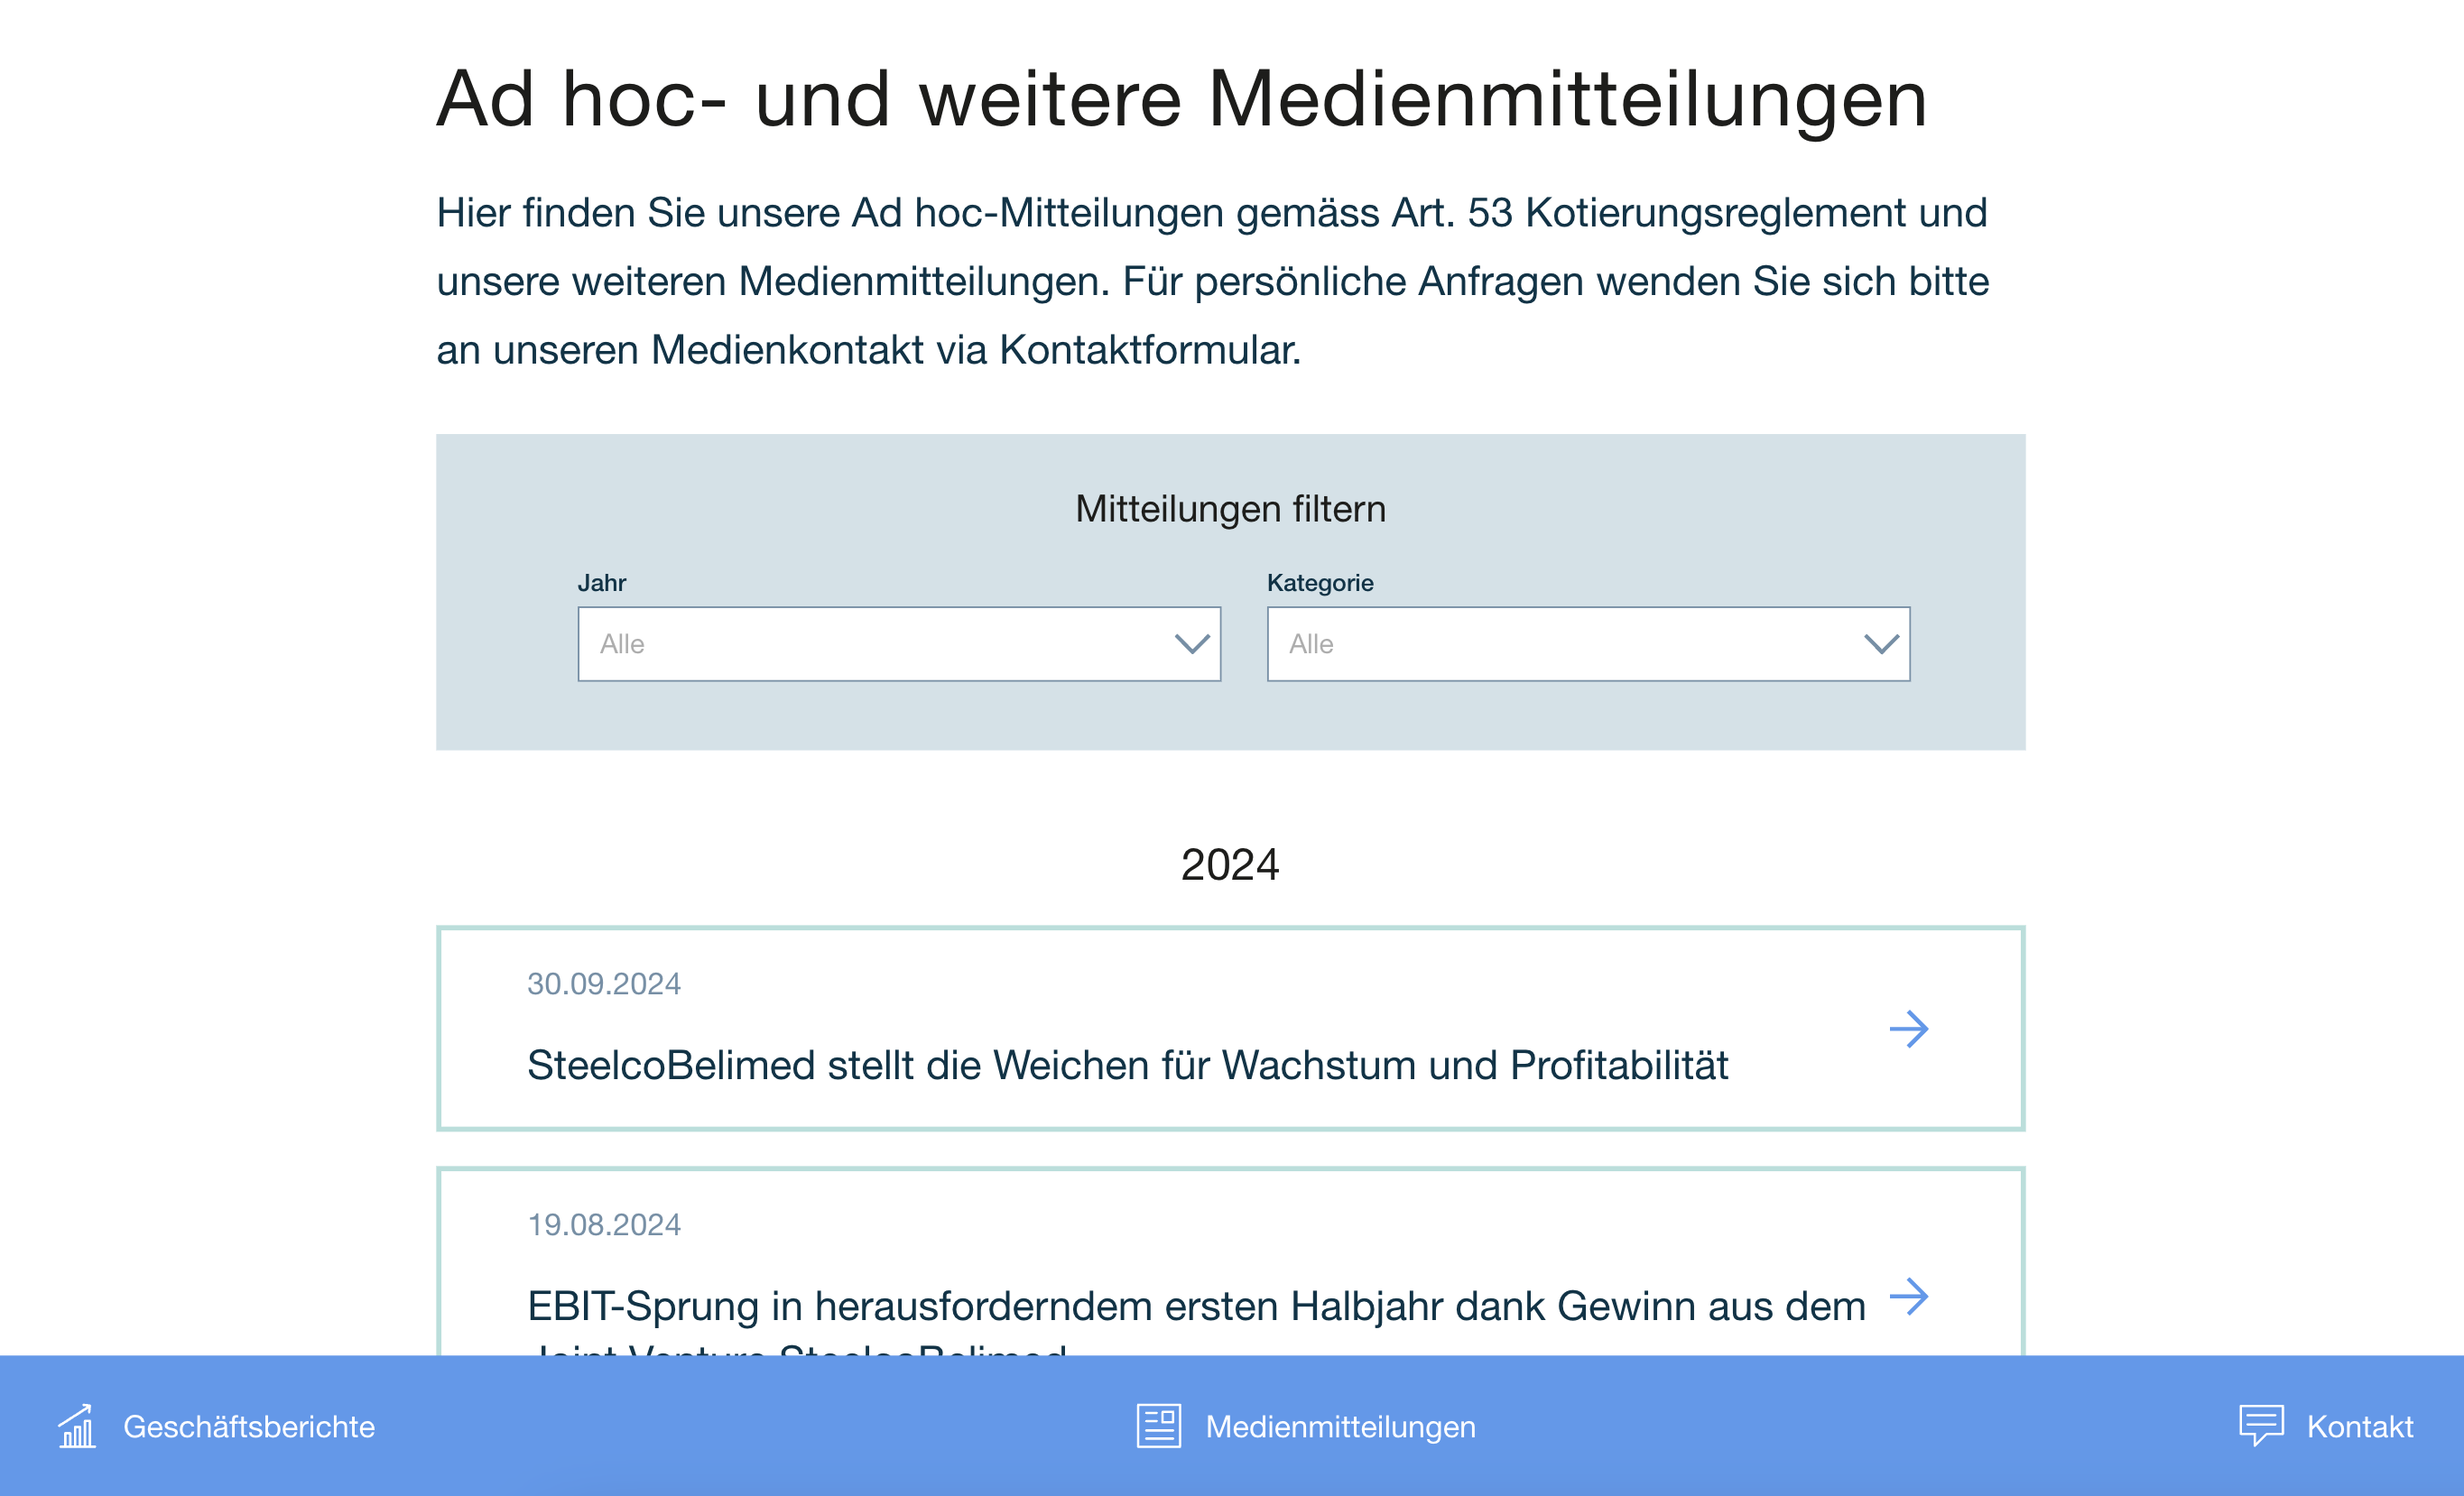 Ad hoc- und weitere Medienmitteilungen
Hier finden Sie unsere Ad hoc-Mitteilungen gemäss Art. 53 Kotierungsreglement und
unsere weiteren Medienmitteilungen. Für persönliche Anfragen wenden Sie sich bitte
an unseren Medienkontakt via Kontaktformular.
Mitteilungen filtern
Jahr
Kategorie
Alle
Alle
2024
30.09.2024
SteelcoBelimed stellt die Weichen für Wachstum und Profitabilität
19.08.2024
EBIT-Sprung in herausforderndem ersten Halbjahr dank Gewinn aus dem
Joint Venture SteelcoBelimed
Geschäftsberichte
Medienmitteilungen
Kontakt